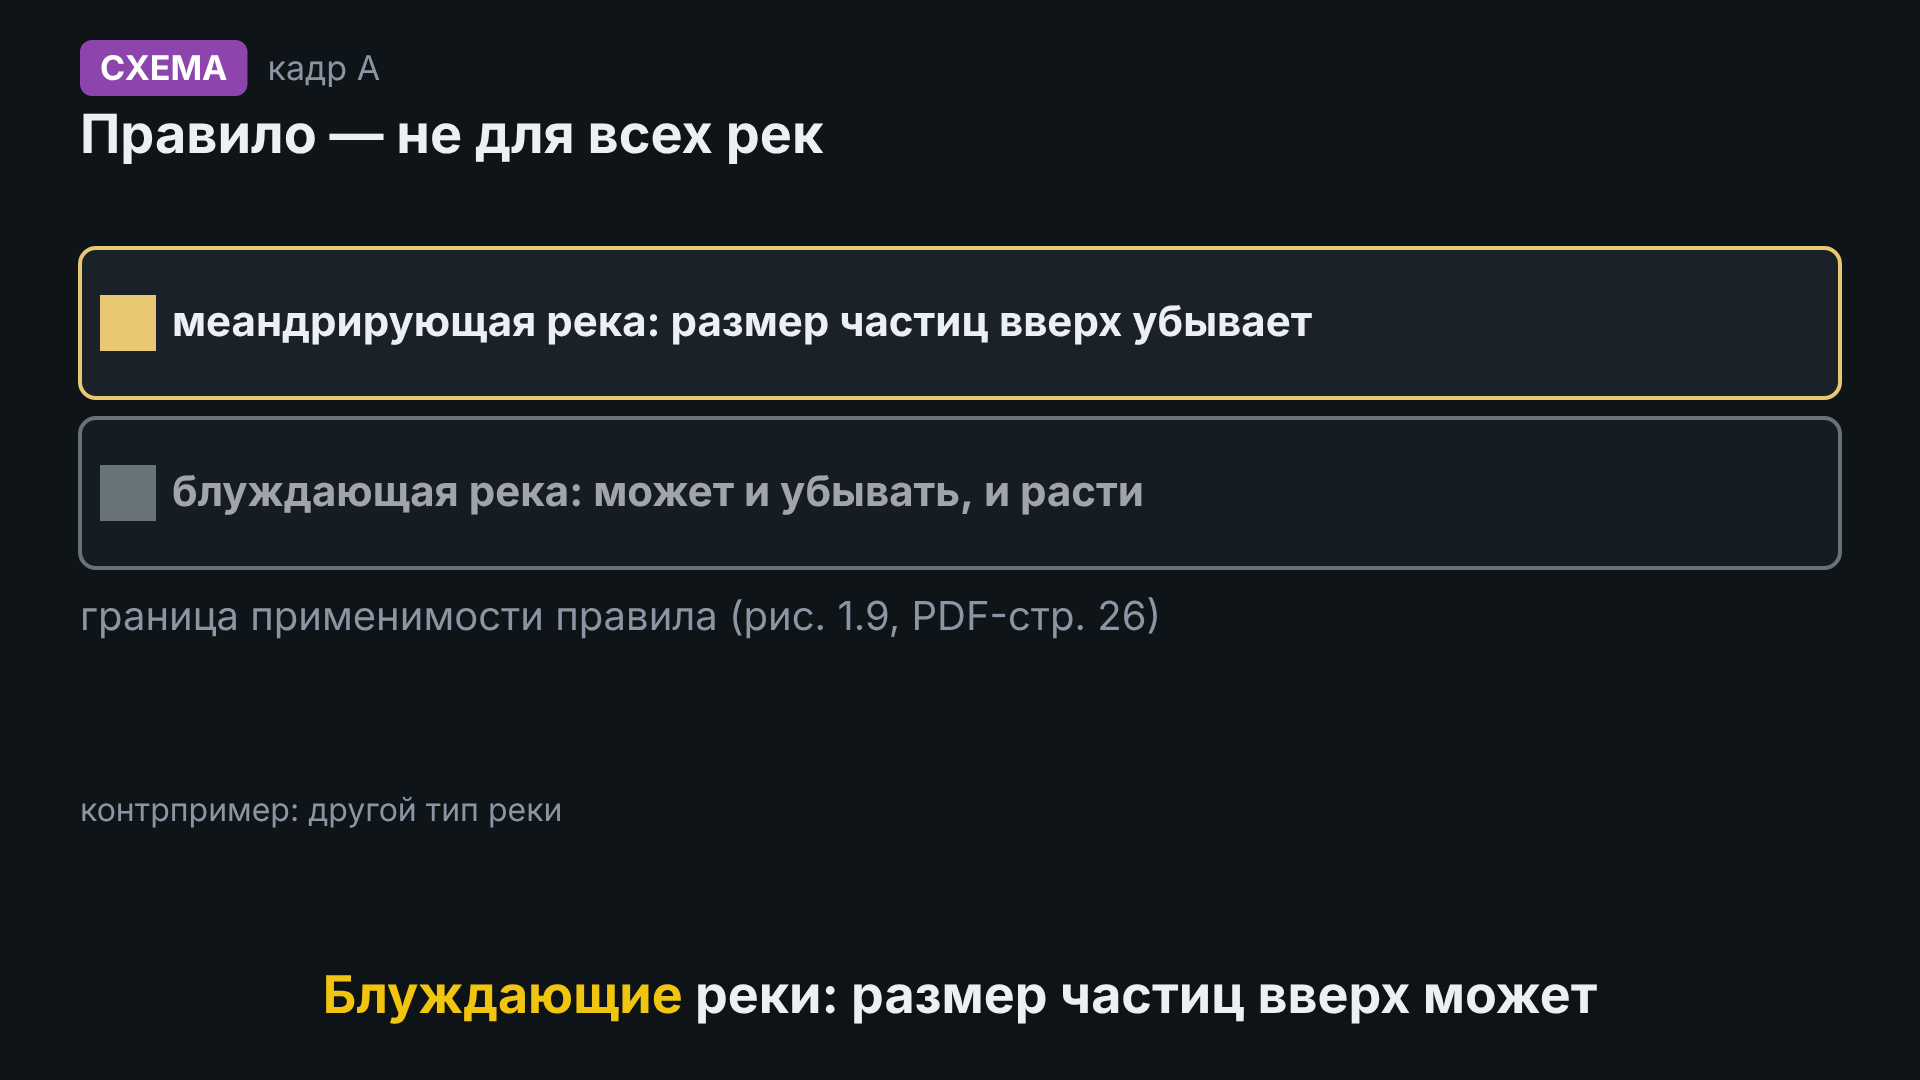 СХЕМА кадр А
Правило — не для всех рек
меандрирующая река: размер частиц вверх убывает
блуждающая река: может и убывать, и расти
граница применимости правила (рис. 1.9, PDF-стр. 26)
контрпример: другой тип реки
Блуждающие реки: размер частиц вверх может